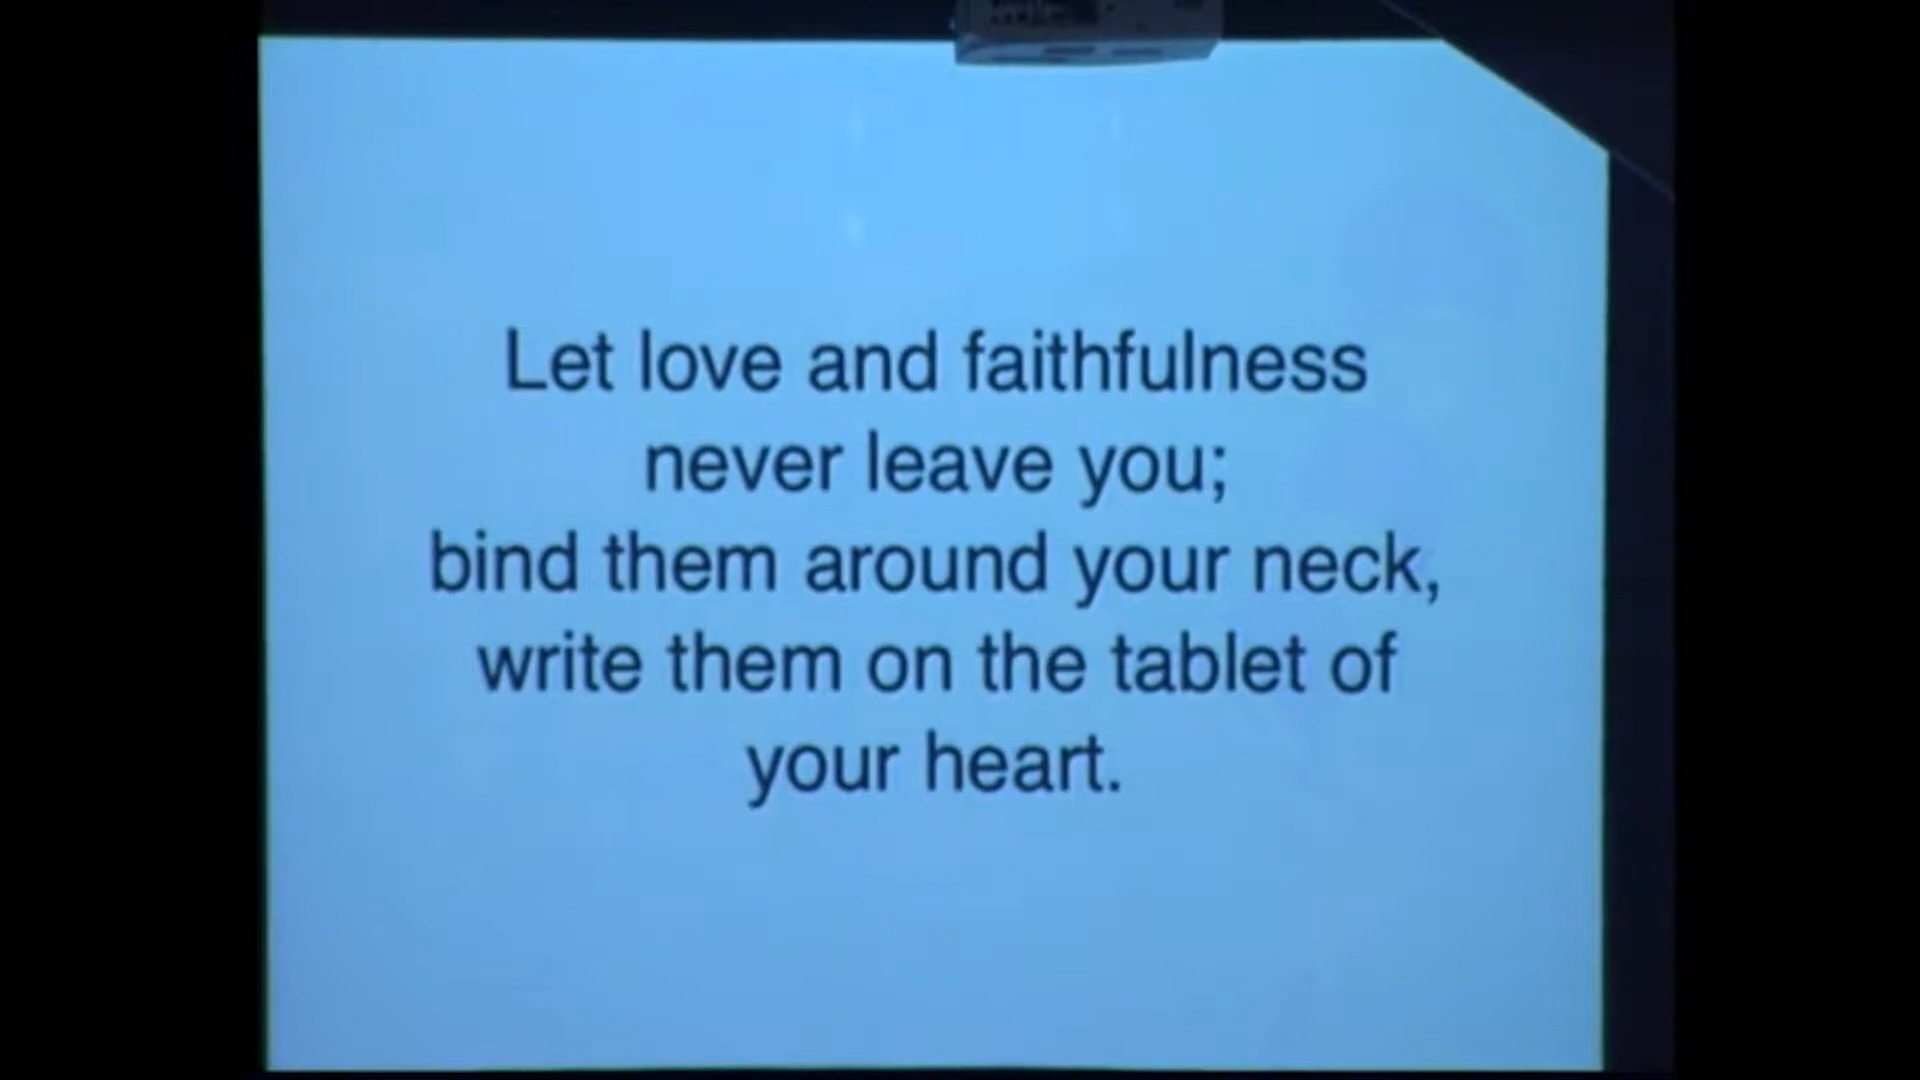 Let love and faithfulness
never leave you;
bind them around your neck,
write them on the tablet of
your heart.